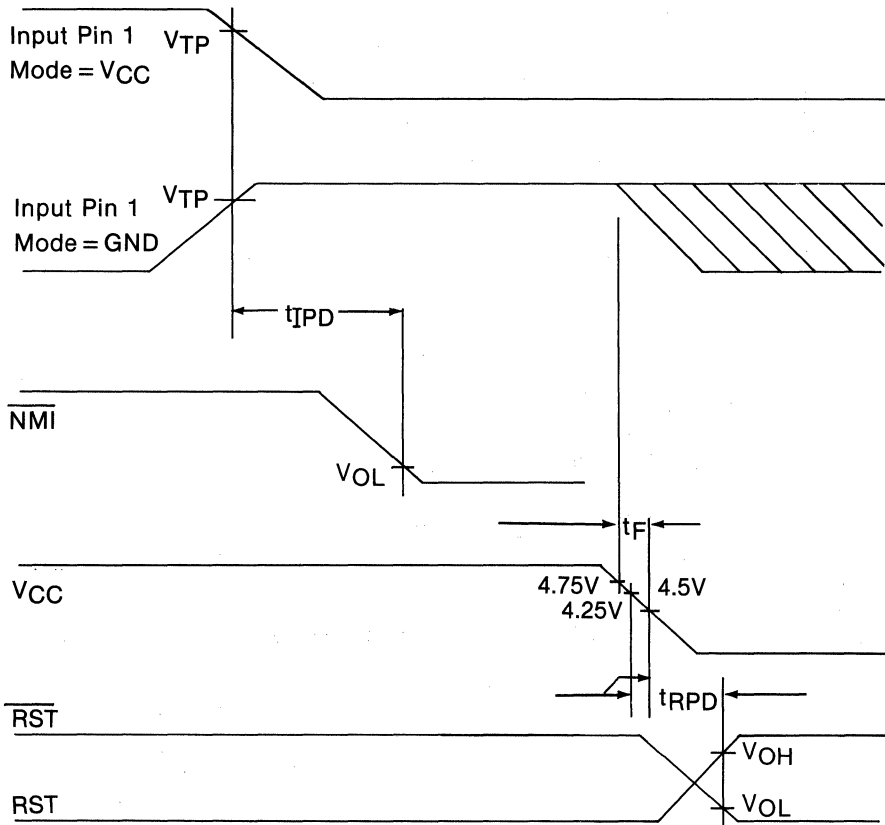 Input Pin 1
Mode = VCC
VTP
Input Pin 1
Mode = GND
VTP
tIPD
NMI
VOL
tF
VCC
4.75V
4.5V
4.25V
tRPD
RST
VOH
RST
VOL